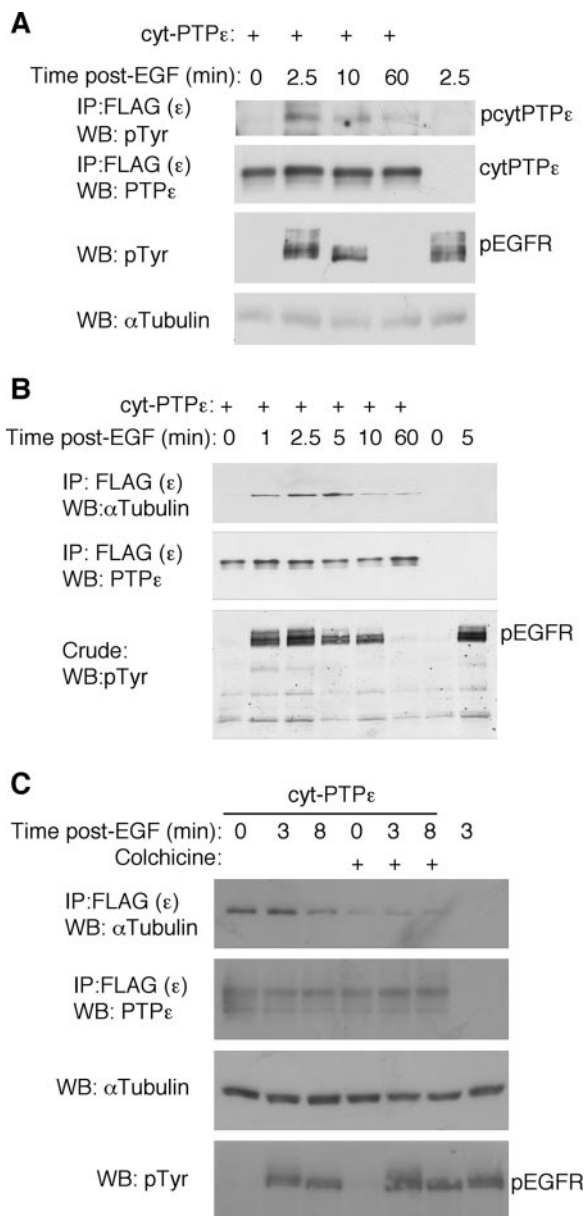 A
cyt-PTPε: + + + +
Time post-EGF (min): 0 2.5 10 60 2.5
IP:FLAG (ε)
WB: pTyr
pcytPTPε
IP:FLAG (ε)
WB: PTPε
cytPTPε
WB: pTyr
pEGFR
WB: αTubulin
B
cyt-PTPε: + + + + + +
Time post-EGF (min): 0 1 2.5 5 10 60 0 5
IP: FLAG (ε)
WB:αTubulin
IP: FLAG (ε)
WB: PTPε
Crude:
WB:pTyr
pEGFR
C
cyt-PTPε
Time post-EGF (min): 0 3 8 0 3 8 3
Colchicine: + + +
IP:FLAG (ε)
WB: αTubulin
IP:FLAG (ε)
WB: PTPε
WB: αTubulin
WB: pTyr
pEGFR